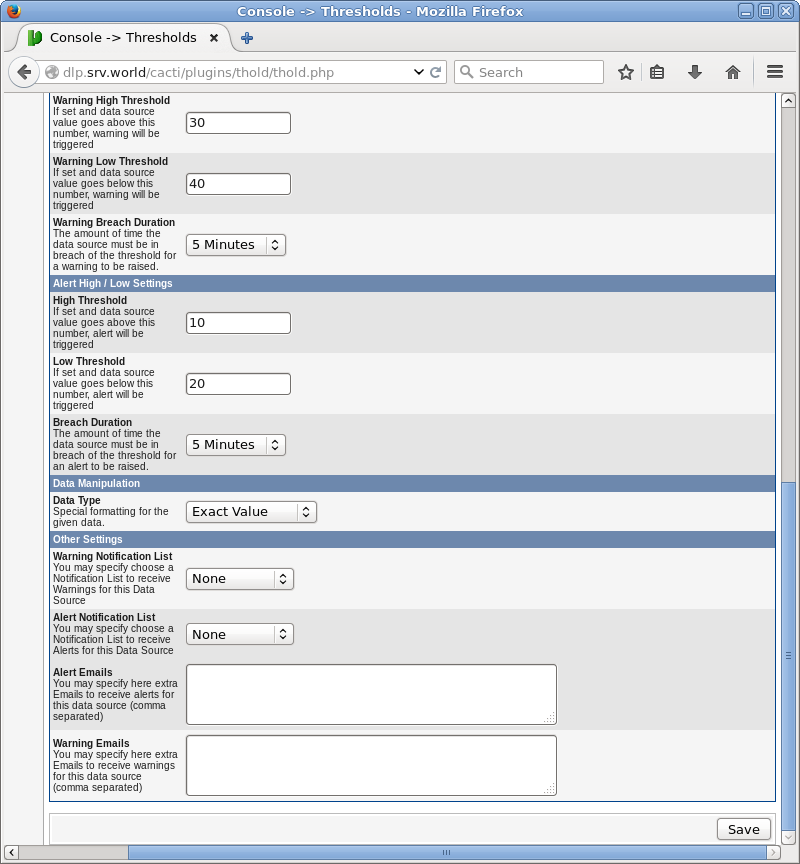 Console -> Thresholds - Mozilla Firefox
Console -> Thresholds
dlp.srv.world/cacti/plugins/thold/thold.php
Search
Warning High Threshold
If set and data source
value goes above this
number, warning will be
triggered
30
Warning Low Threshold
If set and data source
value goes below this
number, warning will be
triggered
40
Warning Breach Duration
The amount of time the
data source must be in
breach of the threshold for
a warning to be raised.
5 Minutes
Alert High / Low Settings
High Threshold
If set and data source
value goes above this
number, alert will be
triggered
10
Low Threshold
If set and data source
value goes below this
number, alert will be
triggered
20
Breach Duration
The amount of time the
data source must be in
breach of the threshold for
an alert to be raised.
5 Minutes
Data Manipulation
Data Type
Special formatting for the
given data.
Exact Value
Other Settings
Warning Notification List
You may specify choose a
Notification List to receive
Warnings for this Data
Source
None
Alert Notification List
You may specify choose a
Notification List to receive
Alerts for this Data Source
None
Alert Emails
You may specify here extra
Emails to receive alerts for
this data source (comma
separated)
Warning Emails
You may specify here extra
Emails to receive warnings
for this data source
(comma separated)
Save